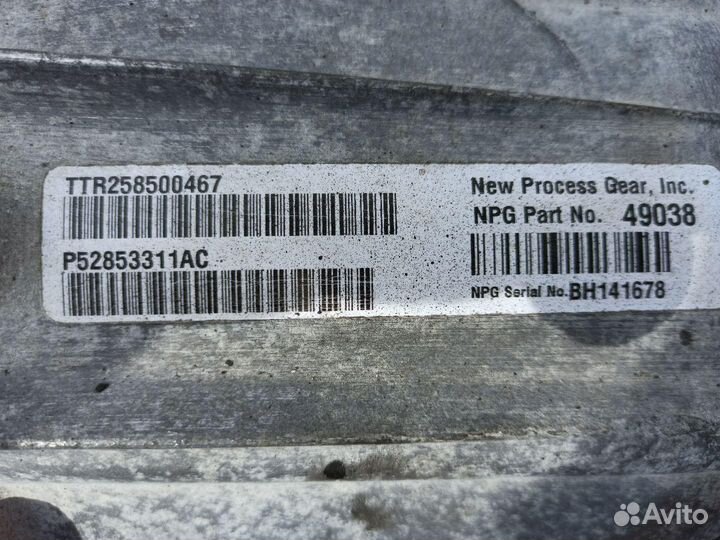 TTR258500467
P52853311AC
New Process Gear, Inc.
NPG Part No. 49038
NPG Serial No. BH141678
Avito